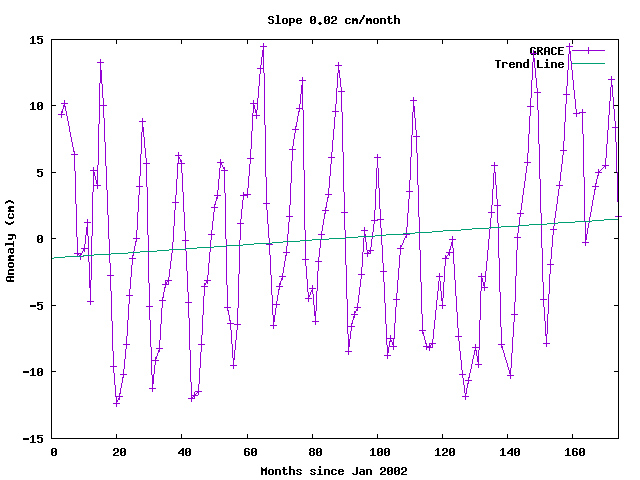 Slope 0.02 cm/month
GRACE
Trend Line
15
10
5
0
-5
-10
-15
Anomaly (cm)
0 20 40 60 80 100 120 140 160
Months since Jan 2002